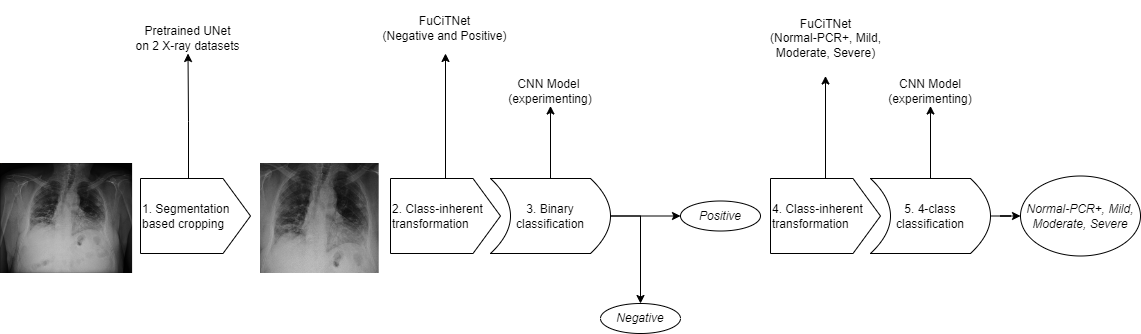 Pretrained UNet
on 2 X-ray datasets
FuCiTNet
(Negative and Positive)
CNN Model
(experimenting)
FuCiTNet
(Normal-PCR+, Mild,
Moderate, Severe)
CNN Model
(experimenting)
1. Segmentation
based cropping
2. Class-inherent
transformation
3. Binary
classification
Positive
Negative
4. Class-inherent
transformation
5. 4-class
classification
Normal-PCR+, Mild,
Moderate, Severe